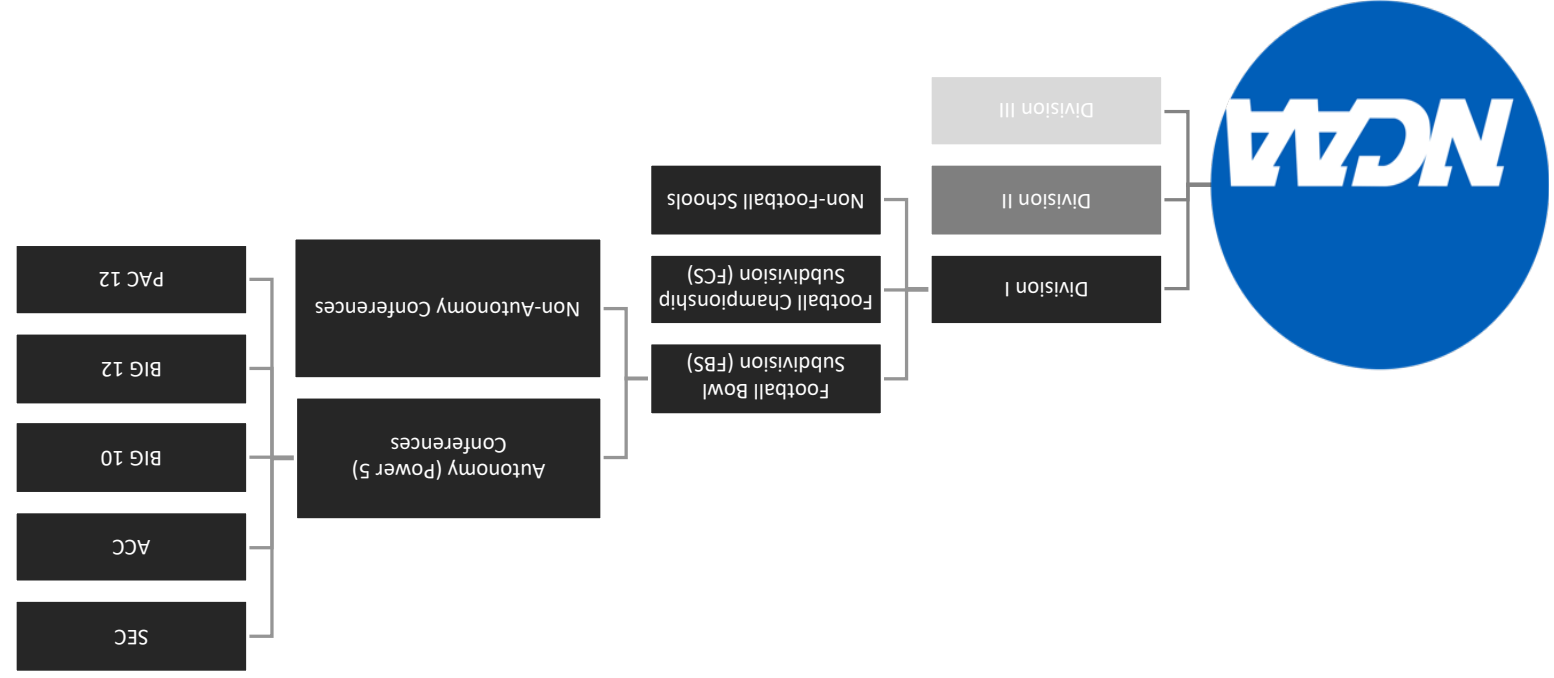 NCAA
Division I
Division II
Division III
Football Bowl
Subdivision (FBS)
Football Championship
Subdivision (FCS)
Non-Football Schools
Autonomy (Power 5)
Conferences
Non-Autonomy Conferences
SEC
ACC
BIG 10
BIG 12
PAC 12